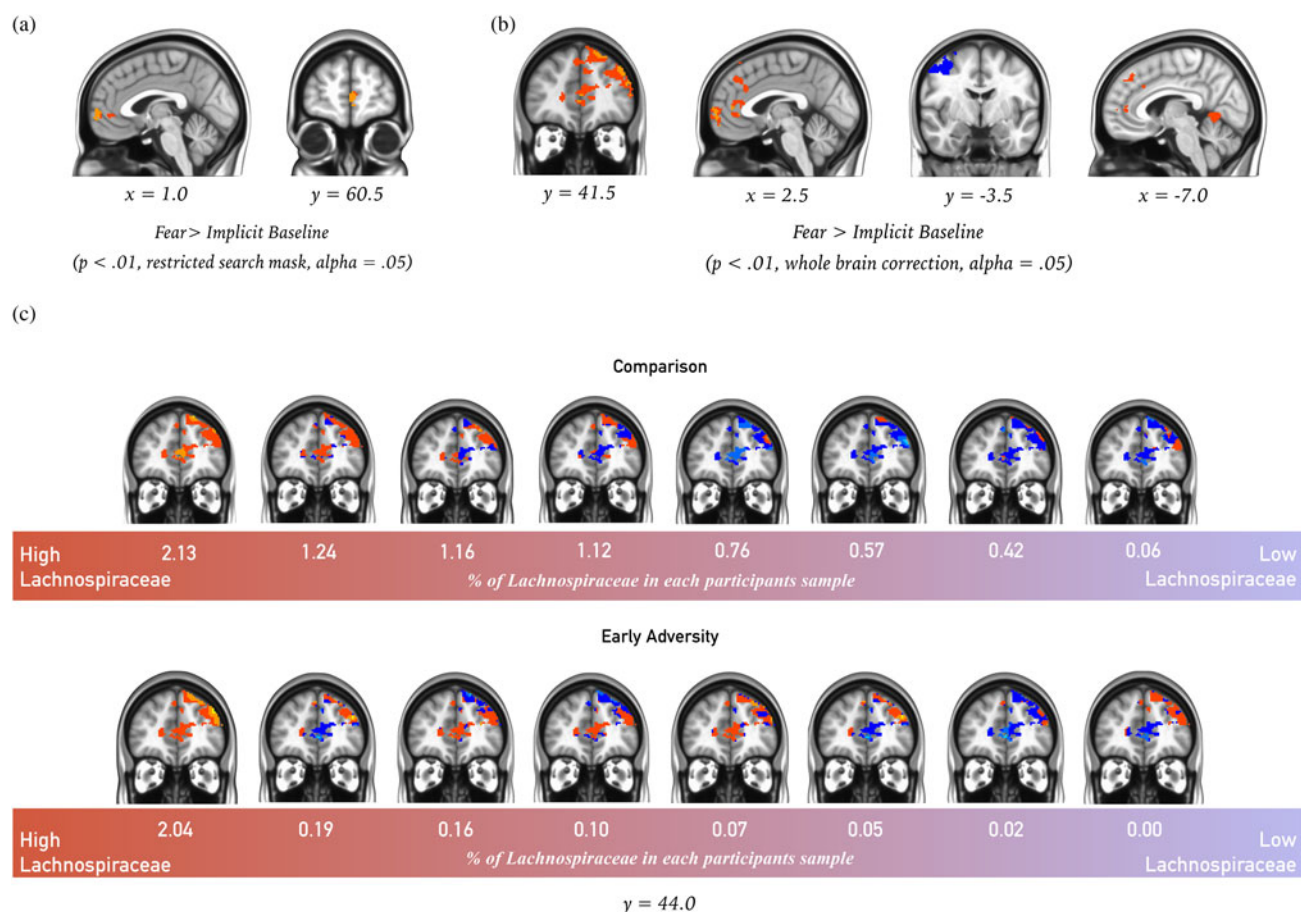 (a)
(b)
x = 1.0
y = 60.5
y = 41.5
x = 2.5
y = -3.5
x = -7.0
Fear> Implicit Baseline
(p < .01, restricted search mask, alpha = .05)
Fear > Implicit Baseline
(p < .01, whole brain correction, alpha = .05)
(c)
Comparison
High
Lachnospiraceae
2.13
1.24
1.16
1.12
0.76
0.57
0.42
0.06
Low
Lachnospiraceae
% of Lachnospiraceae in each participants sample
Early Adversity
High
Lachnospiraceae
2.04
0.19
0.16
0.10
0.07
0.05
0.02
0.00
Low
Lachnospiraceae
% of Lachnospiraceae in each participants sample
y = 44.0